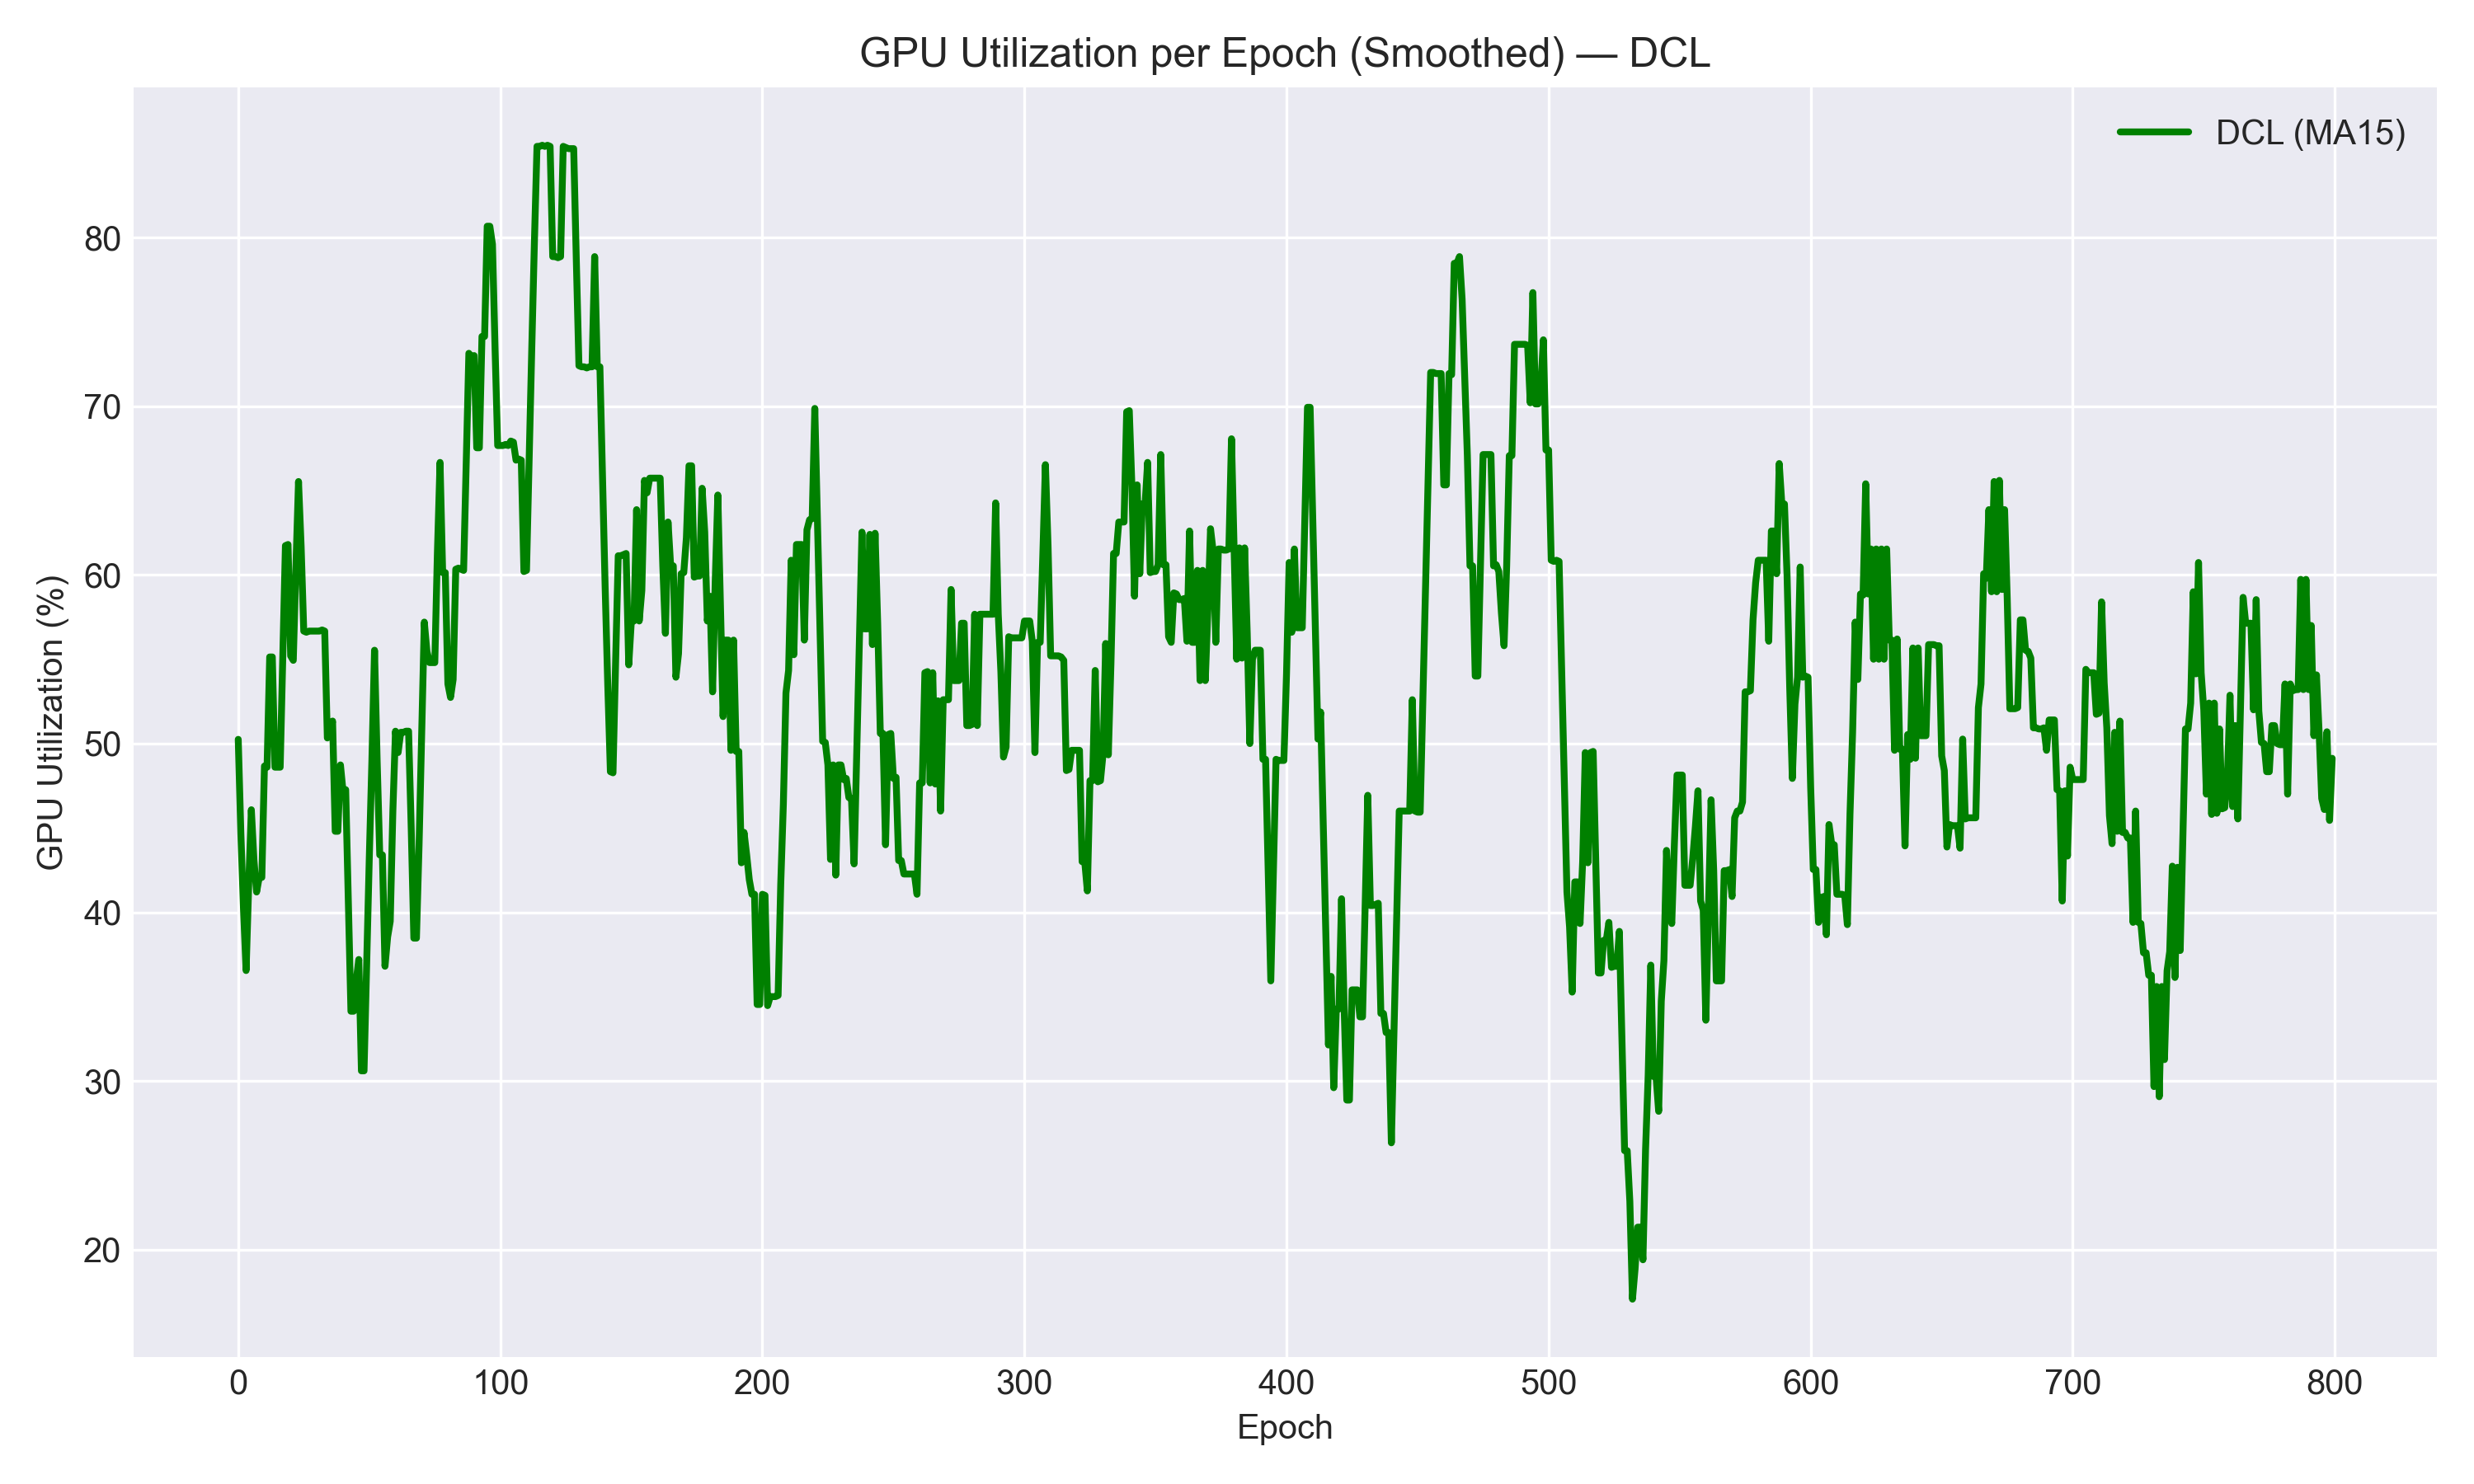 GPU Utilization per Epoch (Smoothed) — DCL
DCL (MA15)
GPU Utilization (%)
80
70
60
50
40
30
20
0 100 200 300 400 500 600 700 800
Epoch